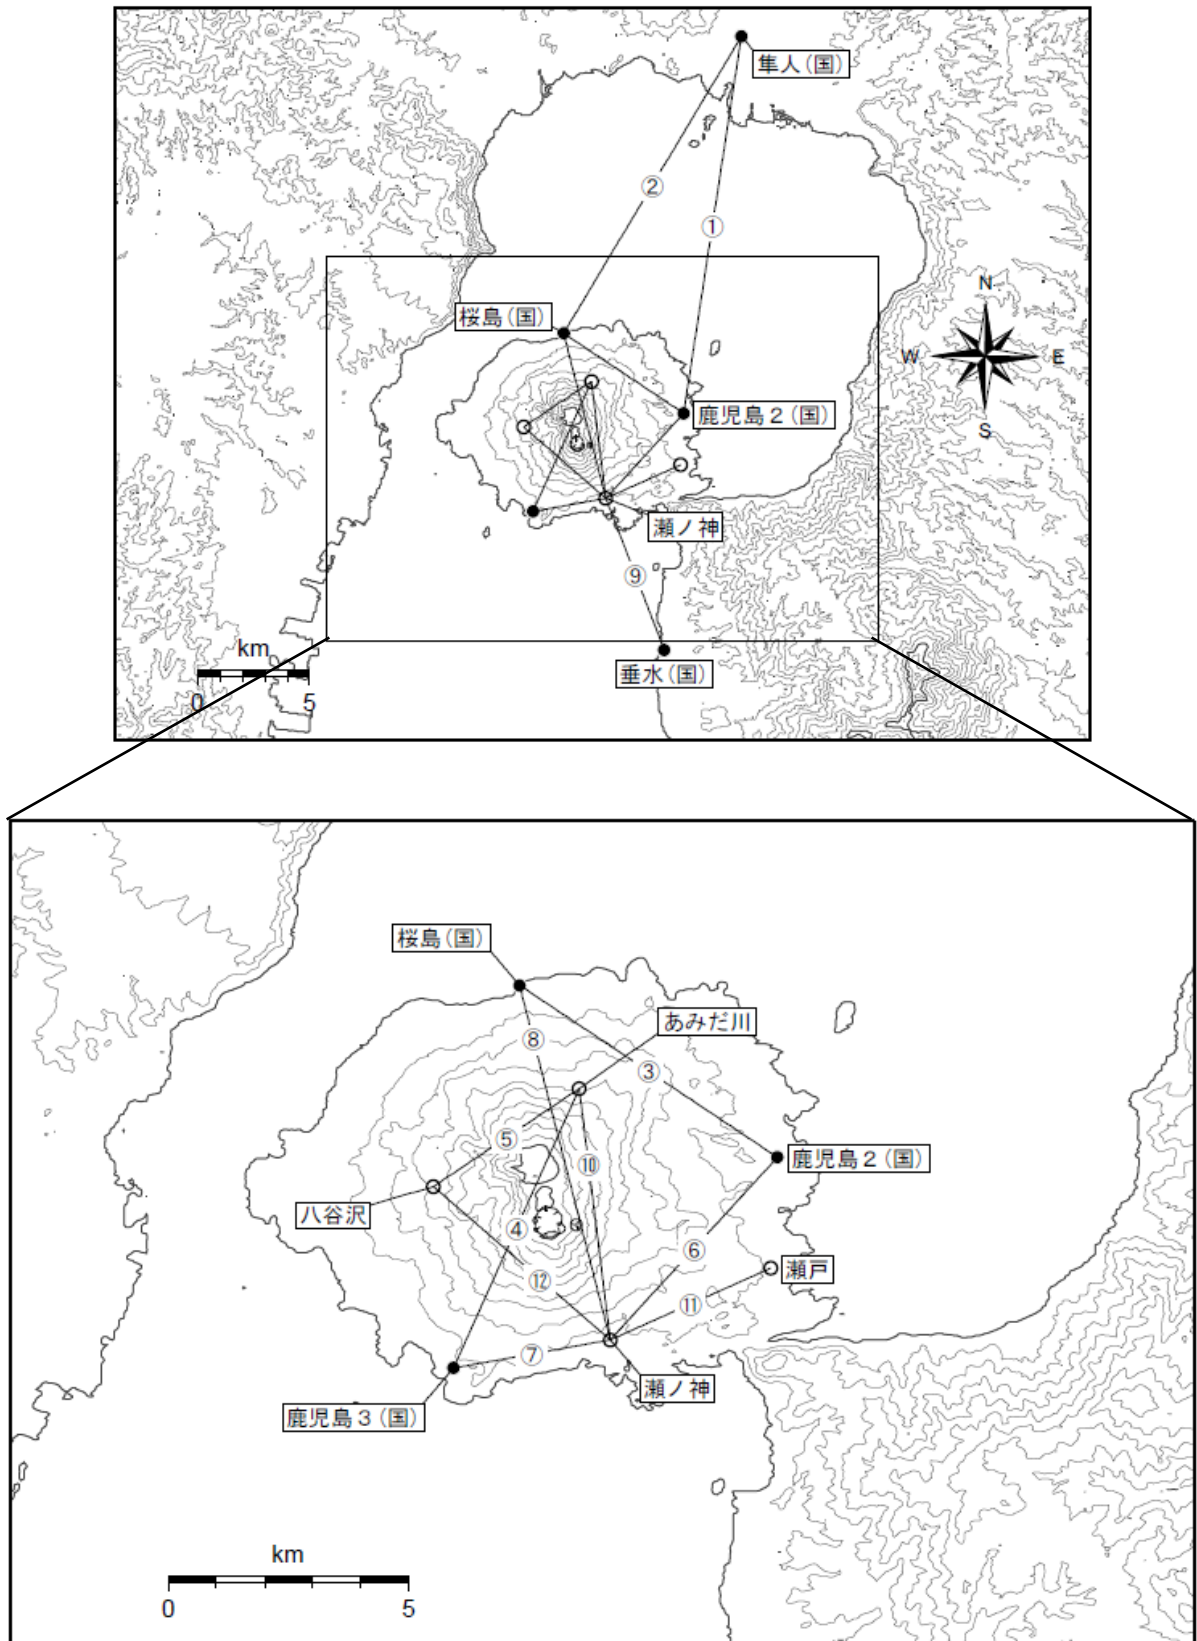 隼人(国)
②
①
N
桜島(国)
W
E
鹿児島2(国)
S
瀬ノ神
⑨
km
垂水(国)
0
5
桜島(国)
あみだ川
⑧
③
⑤
鹿児島2(国)
⑩
八谷沢
④
⑥
瀬戸
⑫
⑪
⑦
瀬ノ神
鹿児島3(国)
km
0
5